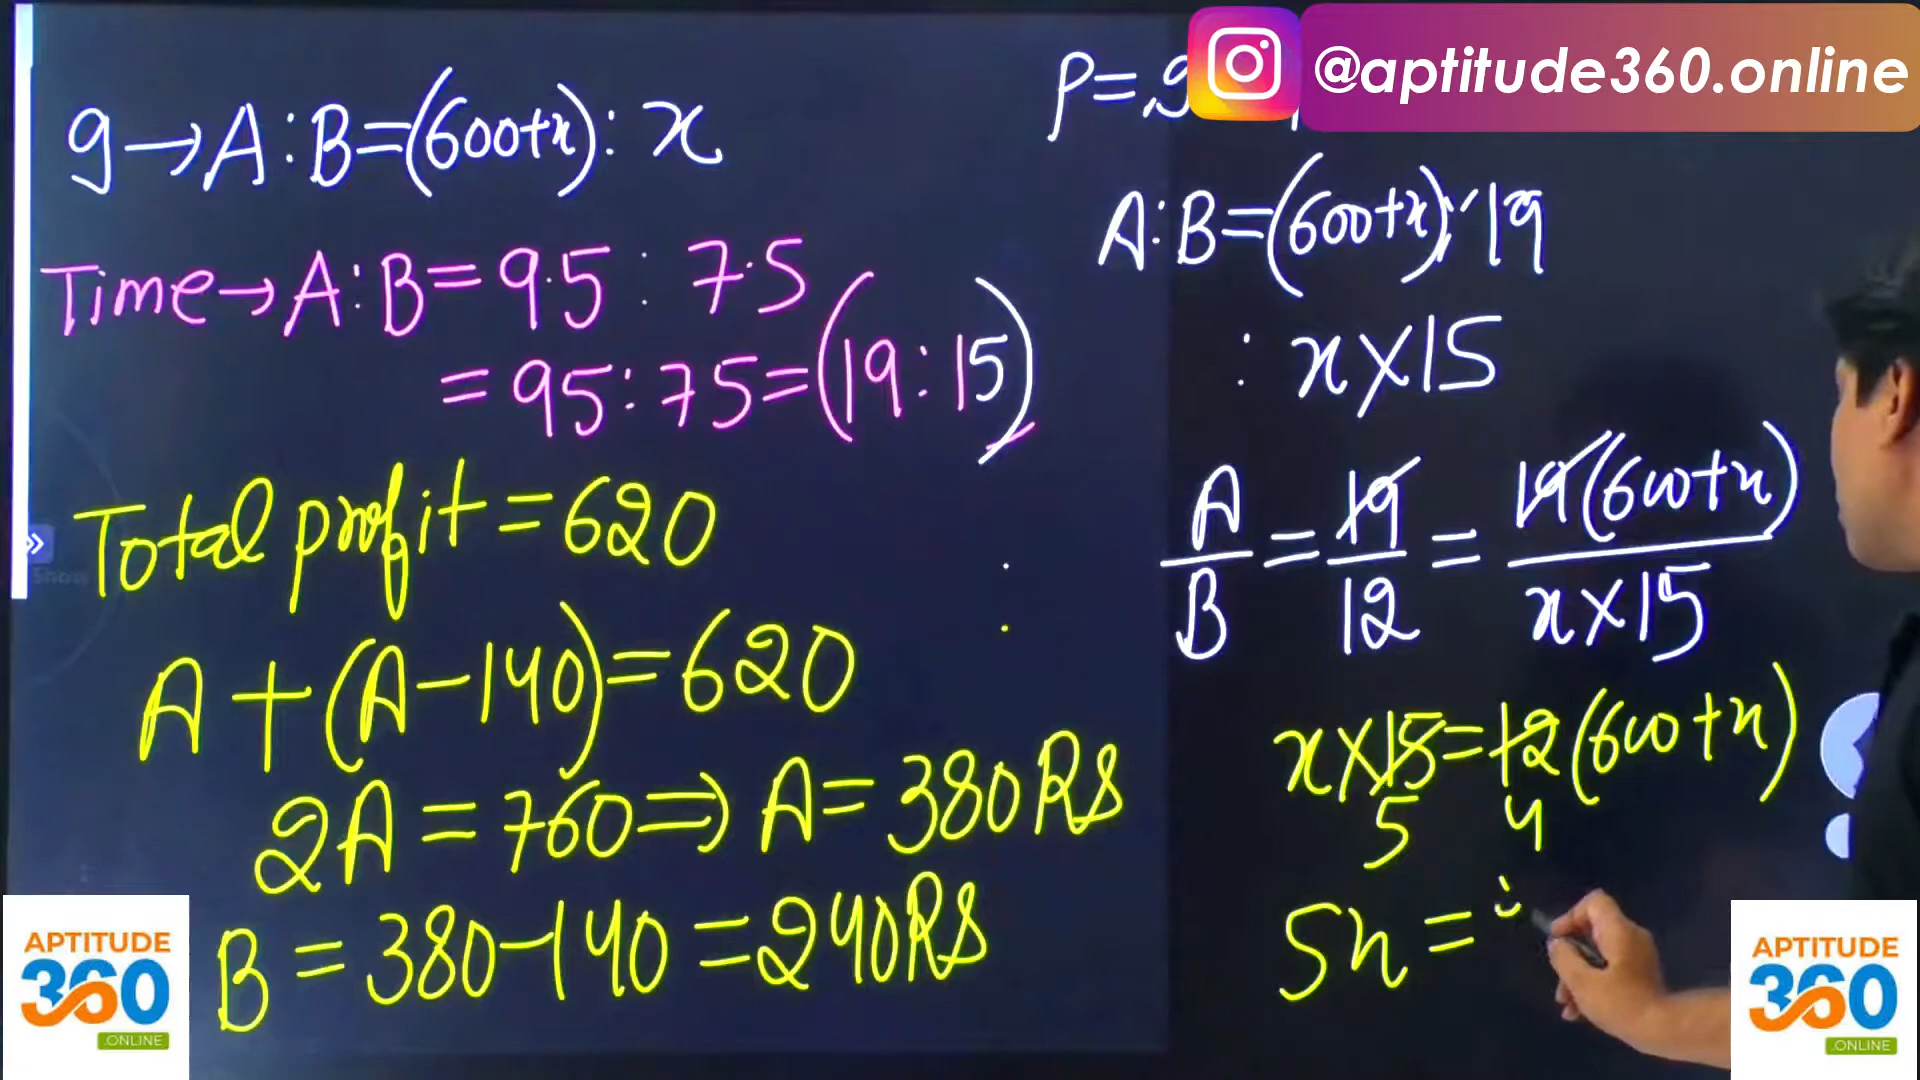 @aptitude360.online
9→A:B=(600+x): x
Time→A:B=9.5 : 7.5
=95:75=(19:15)
Total profit=620
A+(A-140)=620
2A=760⇒A=380Rs
B=380-140=240Rs
P=
A:B=(600+x)×19
: x×15
A/B=19/12=19(600+x)/x×15
x×15=12(600+x)
5 4
5x=
APTITUDE
360
.ONLINE
APTITUDE
360
.ONLINE